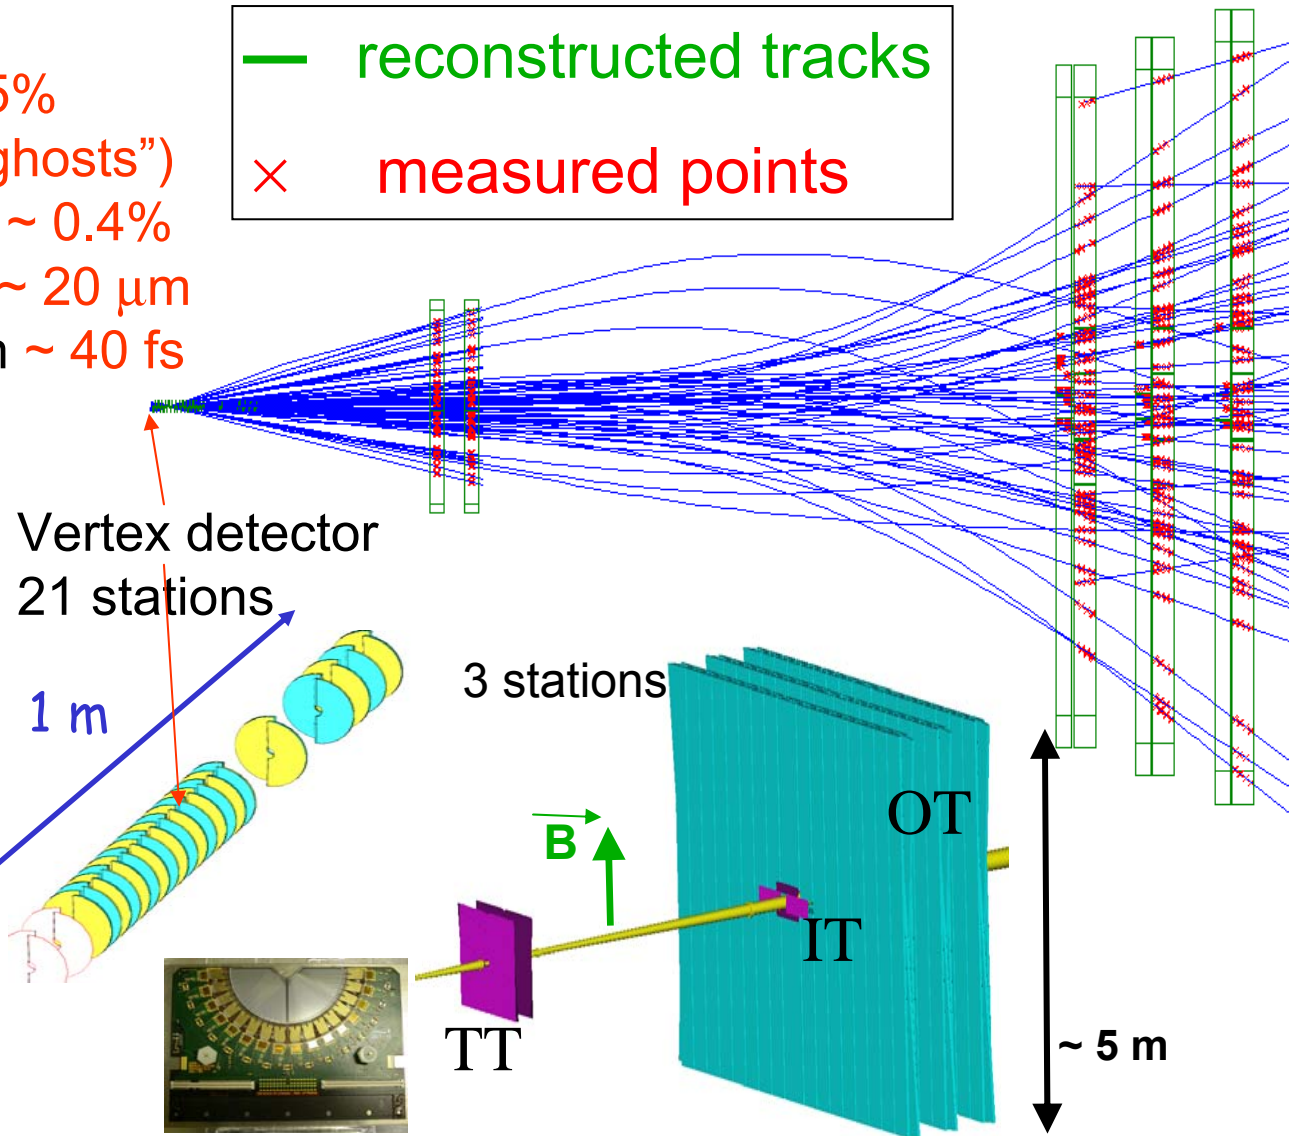 reconstructed tracks
measured points
5%
ghosts”)
~ 0.4%
~ 20 μm
~ 40 fs
Vertex detector
21 stations
1 m
3 stations
B
OT
IT
TT
~ 5 m